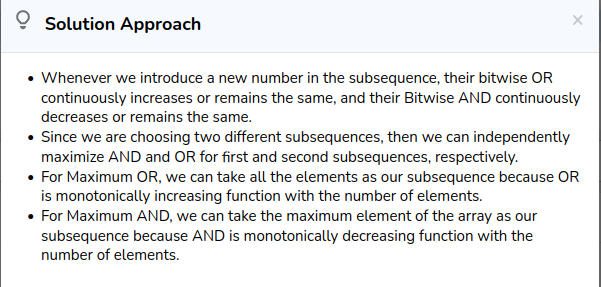 Solution Approach
• Whenever we introduce a new number in the subsequence, their bitwise OR
continuously increases or remains the same, and their Bitwise AND continuously
decreases or remains the same.
• Since we are choosing two different subsequences, then we can independently
maximize AND and OR for first and second subsequences, respectively.
• For Maximum OR, we can take all the elements as our subsequence because OR
is monotonically increasing function with the number of elements.
• For Maximum AND, we can take the maximum element of the array as our
subsequence because AND is monotonically decreasing function with the
number of elements.